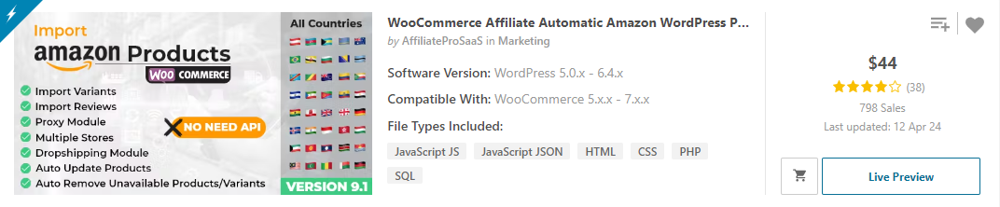 Import
amazon Products
WOO COMMERCE
Import Variants
Import Reviews
Proxy Module
Multiple Stores
Dropshipping Module
Auto Update Products
Auto Remove Unavailable Products/Variants
NO NEED API
All Countries
VERSION 9.1
WooCommerce Affiliate Automatic Amazon WordPress P...
by AffiliateProSaaS in Marketing
Software Version: WordPress 5.0.x - 6.4.x
Compatible With: WooCommerce 5.x.x - 7.x.x
File Types Included:
JavaScript JS JavaScript JSON HTML CSS PHP
SQL
$44
(38)
798 Sales
Last updated: 12 Apr 24
Live Preview